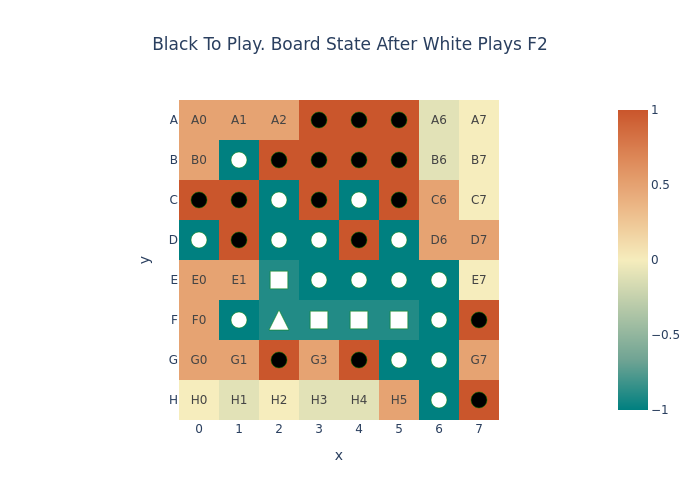 Black To Play. Board State After White Plays F2
A A0 A1 A2 A6 A7
B B0 B6 B7
C C6 C7
D D6 D7
E E0 E1 E7
F F0
G G0 G1 G3 G7
H H0 H1 H2 H3 H4 H5
0 1 2 3 4 5 6 7
x
y
1
0.5
0
−0.5
−1